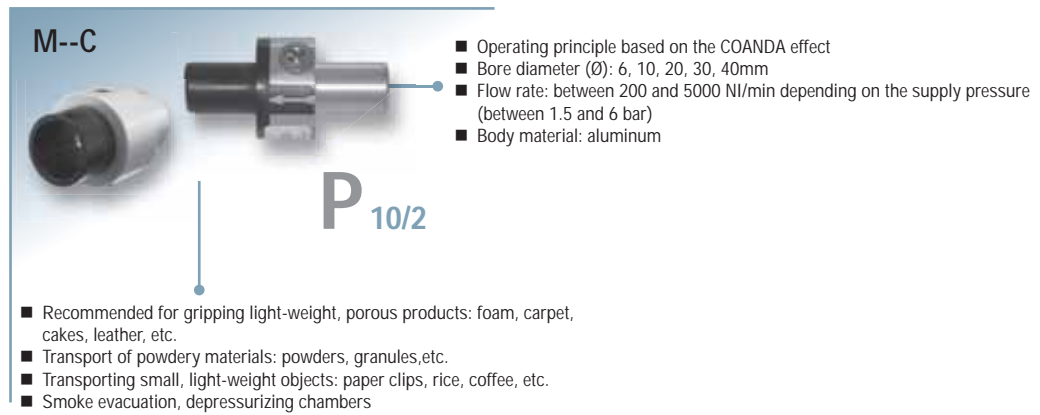 M--C
■ Operating principle based on the COANDA effect
■ Bore diameter (Ø): 6, 10, 20, 30, 40mm
■ Flow rate: between 200 and 5000 Nl/min depending on the supply pressure
(between 1.5 and 6 bar)
■ Body material: aluminum
P 10/2
■ Recommended for gripping light-weight, porous products: foam, carpet,
cakes, leather, etc.
■ Transport of powdery materials: powders, granules,etc.
■ Transporting small, light-weight objects: paper clips, rice, coffee, etc.
■ Smoke evacuation, depressurizing chambers